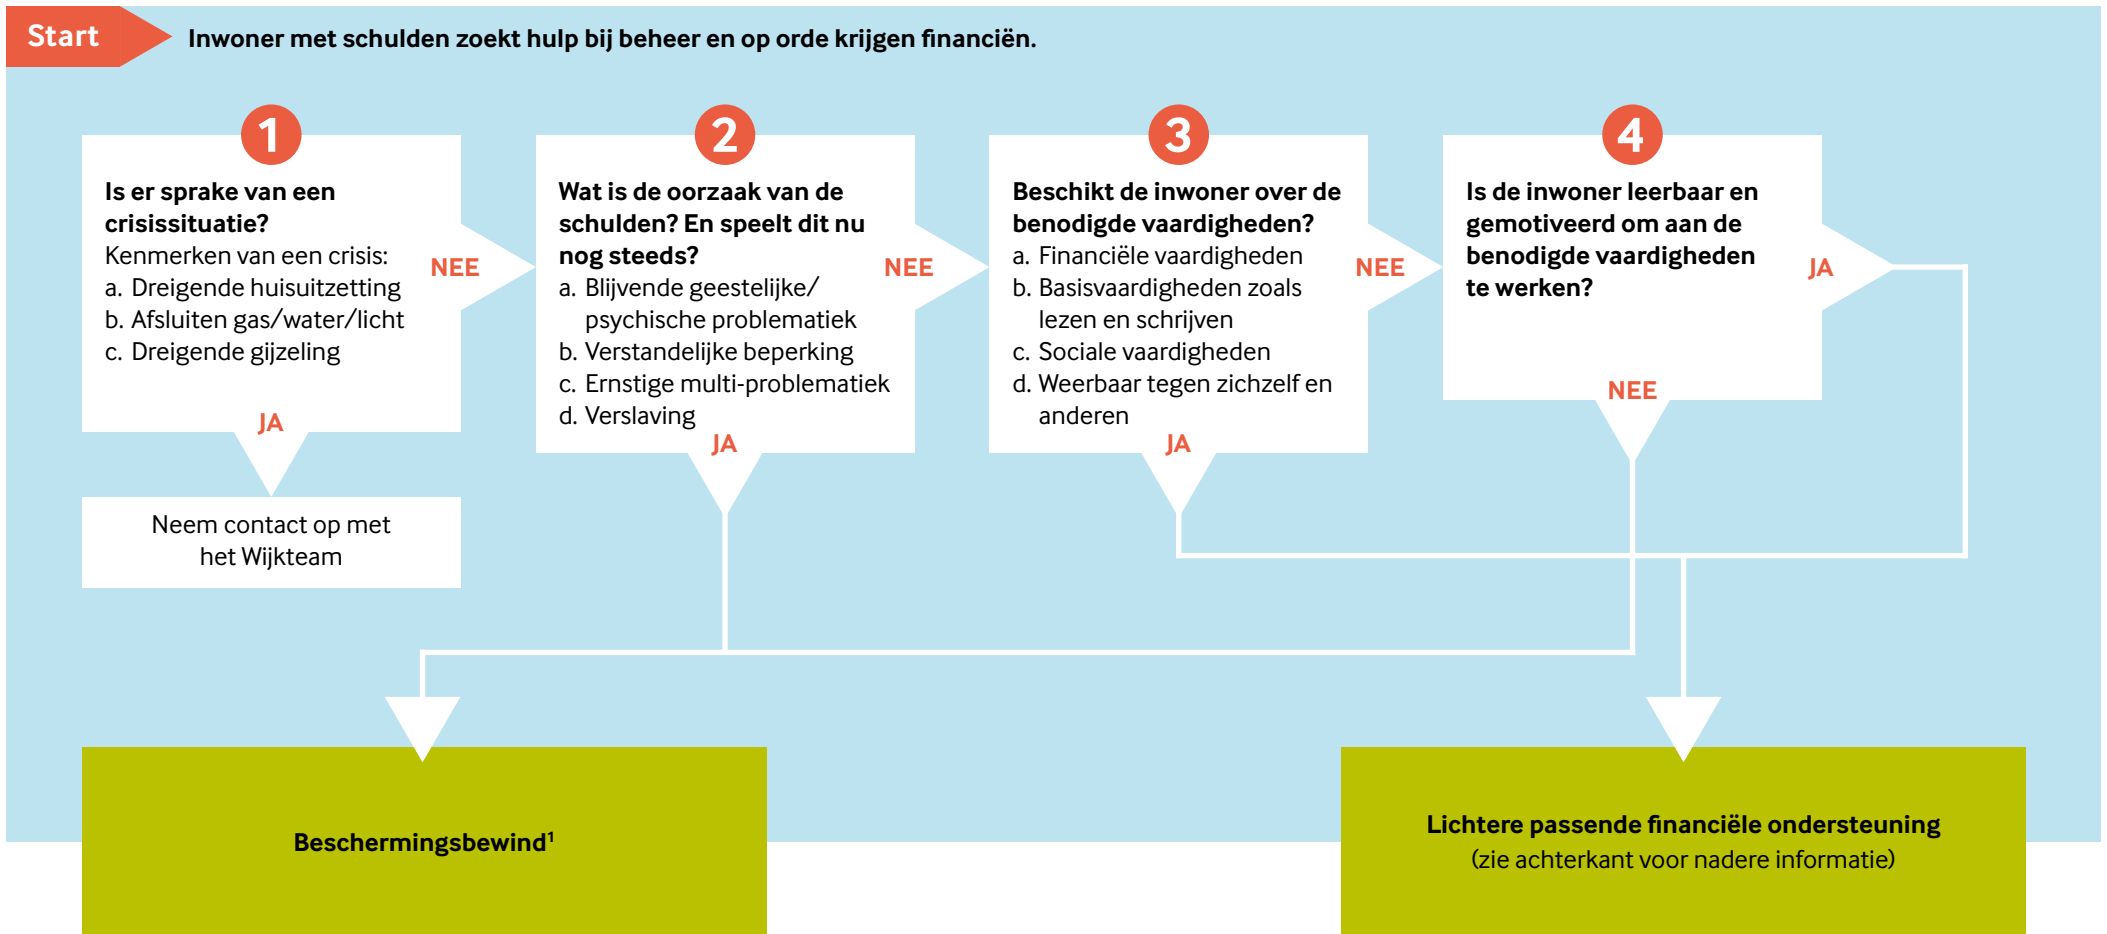 Start
Inwoner met schulden zoekt hulp bij beheer en op orde krijgen financiën.
1
Is er sprake van een
crisissituatie?
Kenmerken van een crisis:
a. Dreigende huisuitzetting
b. Afsluiten gas/water/licht
c. Dreigende gijzeling
NEE
JA
Neem contact op met
het Wijkteam
2
Wat is de oorzaak van de
schulden? En speelt dit nu
nog steeds?
a. Blijvende geestelijke/
psychische problematiek
b. Verstandelijke beperking
c. Ernstige multi-problematiek
d. Verslaving
NEE
JA
3
Beschikt de inwoner over de
benodigde vaardigheden?
a. Financiële vaardigheden
b. Basisvaardigheden zoals
lezen en schrijven
c. Sociale vaardigheden
d. Weerbaar tegen zichzelf en
anderen
NEE
JA
4
Is de inwoner leerbaar en
gemotiveerd om aan de
benodigde vaardigheden
te werken?
JA
NEE
Beschermingsbewind¹
Lichtere passende financiële ondersteuning
(zie achterkant voor nadere informatie)